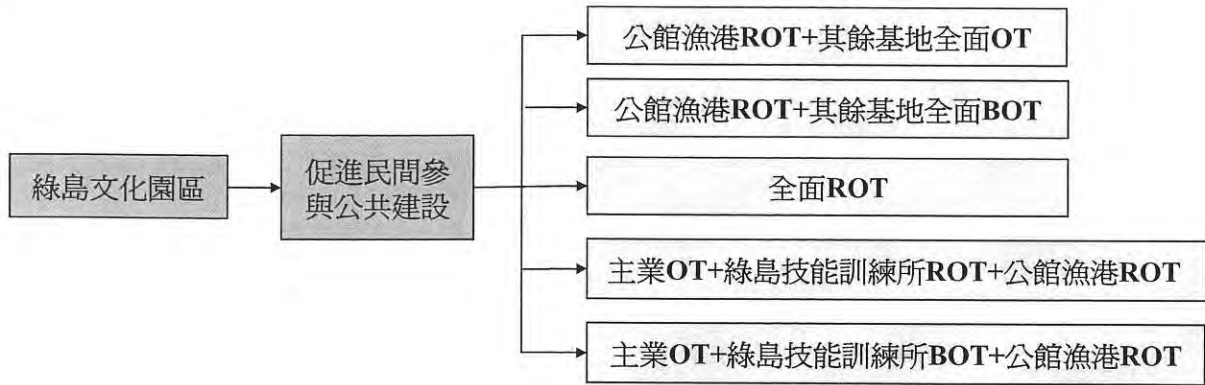 綠島文化園區
促進民間參
與公共建設
公館漁港ROT+其餘基地全面OT
公館漁港ROT+其餘基地全面BOT
全面ROT
主業OT+綠島技能訓練所ROT+公館漁港ROT
主業OT+綠島技能訓練所BOT+公館漁港ROT